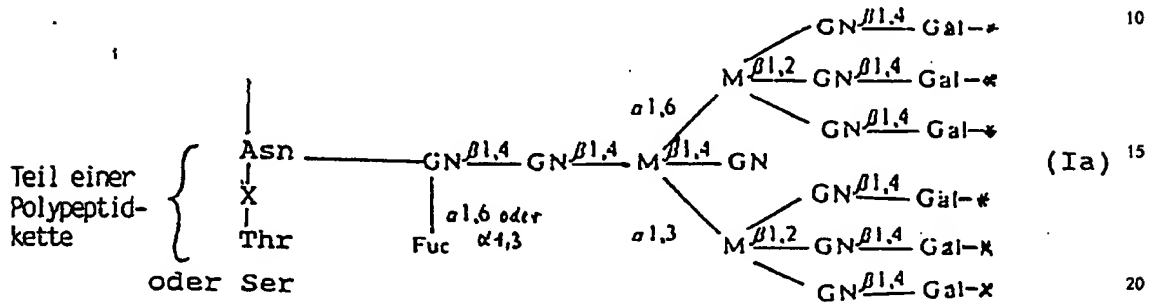 GN β1,4 Gal-* 10
M β1,2 GN β1,4 Gal-*
α1,6 GN β1,4 Gal-*
Asn GN β1,4 GN β1,4 M β1,4 GN (Ia) 15
Teil einer
Polypeptid-
kette
X
α1,6 oder
α1,3
GN β1,4 Gal-*
Thr Fuc α1,3 M β1,2 GN β1,4 Gal-*
oder Ser GN β1,4 Gal-* 20